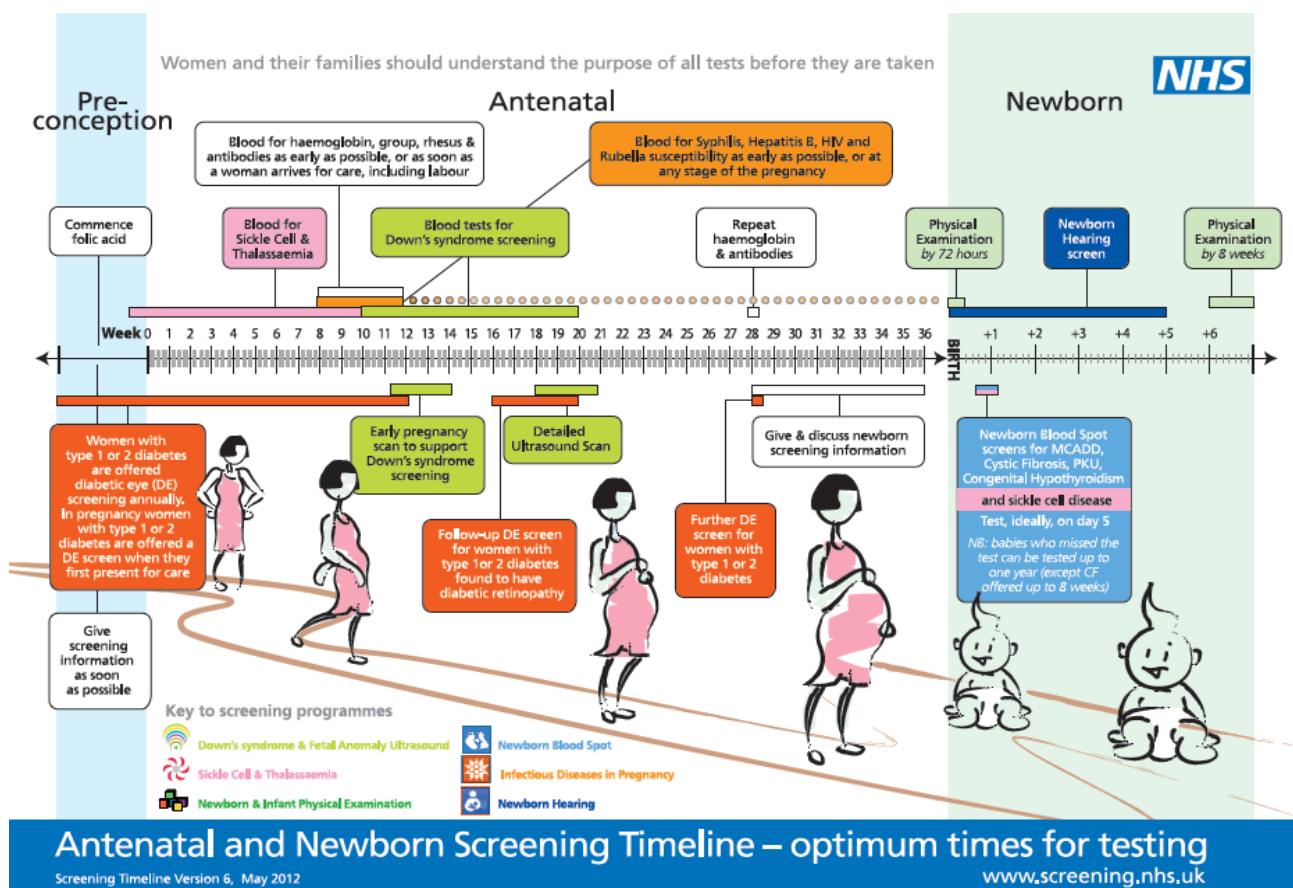 Women and their families should understand the purpose of all tests before they are taken
NHS
Pre-
conception
Antenatal
Newborn
Blood for haemoglobin, group, rhesus &
antibodies as early as possible, or as soon as
a woman arrives for care, including labour
Blood for Syphilis, Hepatitis B, HIV and
Rubella susceptibility as early as possible, or at
any stage of the pregnancy
Commence
folic acid
Blood for
Sickle Cell &
Thalassaemia
Blood tests for
Down's syndrome screening
Repeat
haemoglobin
& antibodies
Physical
Examination
by 72 hours
Newborn
Hearing
screen
Physical
Examination
by 8 weeks
Week 0 1 2 3 4 5 6 7 8 9 10 11 12 13 14 15 16 17 18 19 20 21 22 23 24 25 26 27 28 29 30 31 32 33 34 35 36
BIRTH
+1 +2 +3 +4 +5 +6
Women with
type 1 or 2 diabetes
are offered
diabetic eye (DE)
screening annually.
In pregnancy women
with type 1 or 2
diabetes are offered a
DE screen when they
first present for care
Early pregnancy
scan to support
Down's syndrome
screening
Detailed
Ultrasound Scan
Give & discuss newborn
screening information
Newborn Blood Spot
screens for MCADD,
Cystic Fibrosis, PKU,
Congenital Hypothyroidism
and sickle cell disease
Test, ideally, on day 5
NB: babies who missed the
test can be tested up to
one year (except CF
offered up to 8 weeks)
Follow-up DE screen
for women with
type 1or 2 diabetes
found to have
diabetic retinopathy
Further DE
screen for
women with
type 1 or 2
diabetes
Give
screening
information
as soon
as possible
Key to screening programmes
Down's syndrome & Fetal Anomaly Ultrasound
Newborn Blood Spot
Sickle Cell & Thalassaemia
Infectious Diseases in Pregnancy
Newborn & Infant Physical Examination
Newborn Hearing
Antenatal and Newborn Screening Timeline – optimum times for testing
Screening Timeline Version 6, May 2012
www.screening.nhs.uk